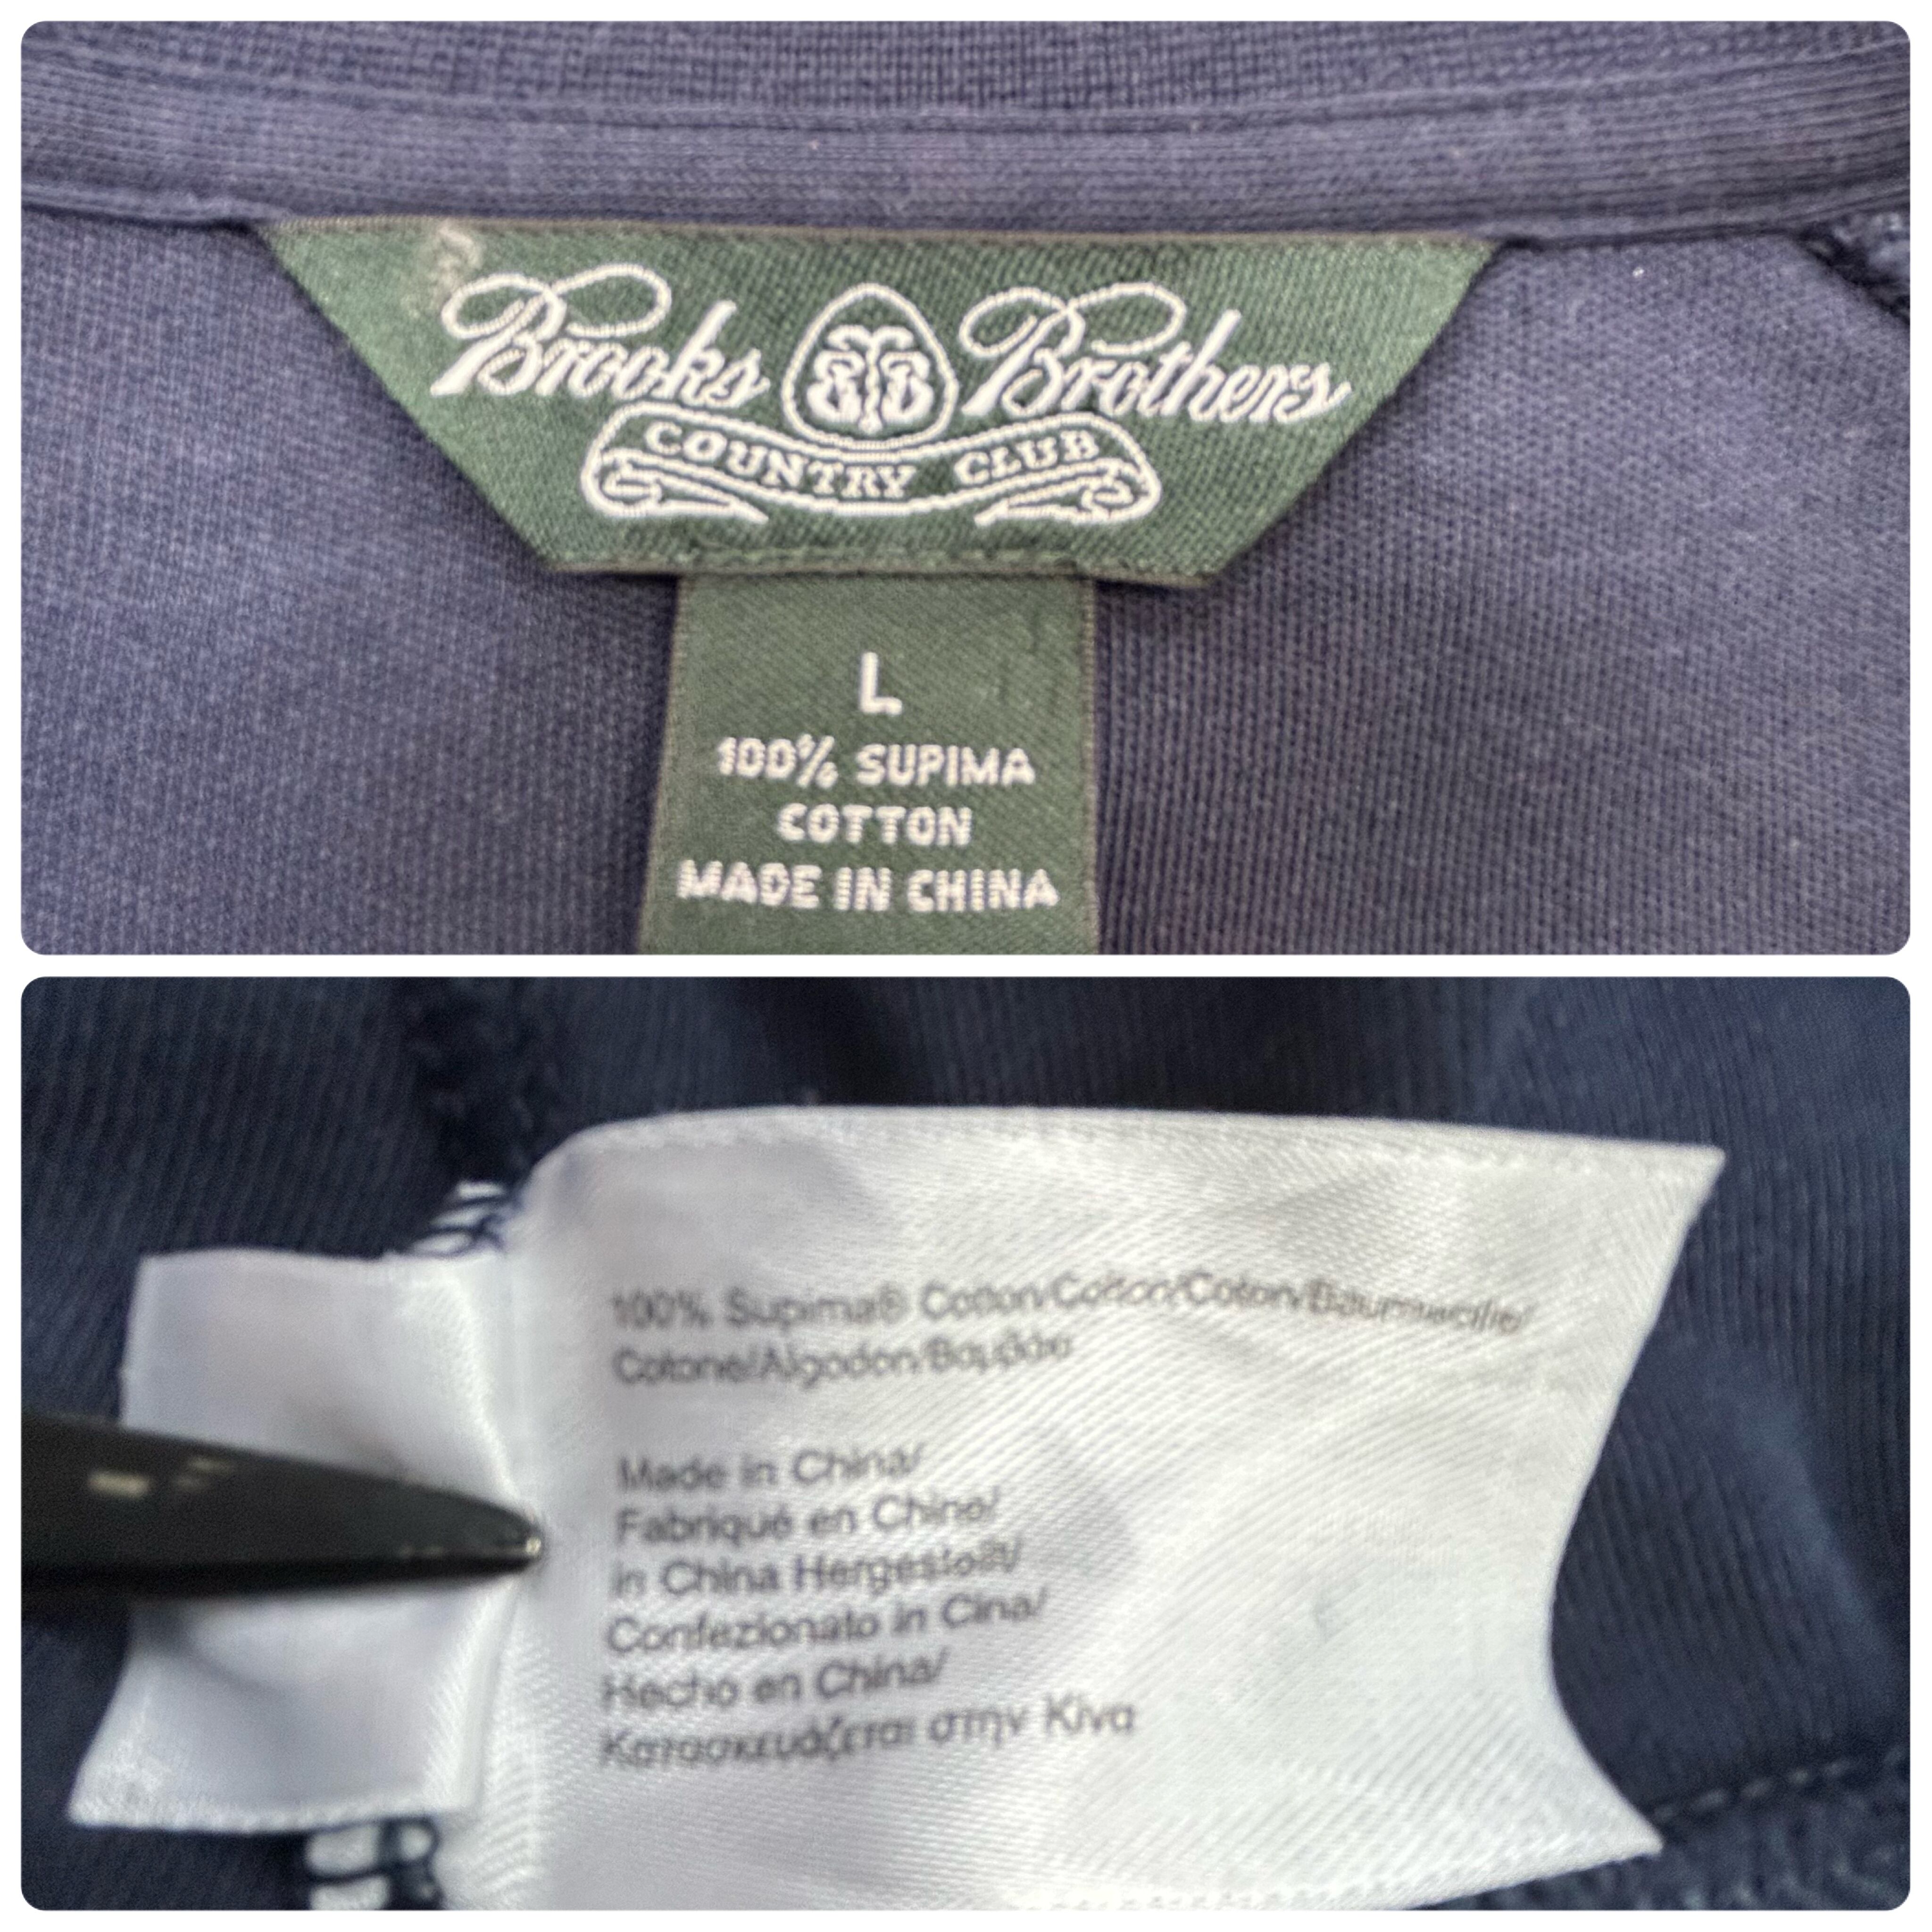 Brooks Brothers
COUNTRY CLUB
L
100% SUPIMA
COTTON
MADE IN CHINA
100% Supima® Cotton/Cotton/Coton/Baumwolle/
Cotone/Algodon/Βαμβάκι
Made in China/
Fabriqué en Chine/
in China Hergestellt/
Confezionato in Cina/
Hecho en China/
Κατασκευάζεται στην Κίνα